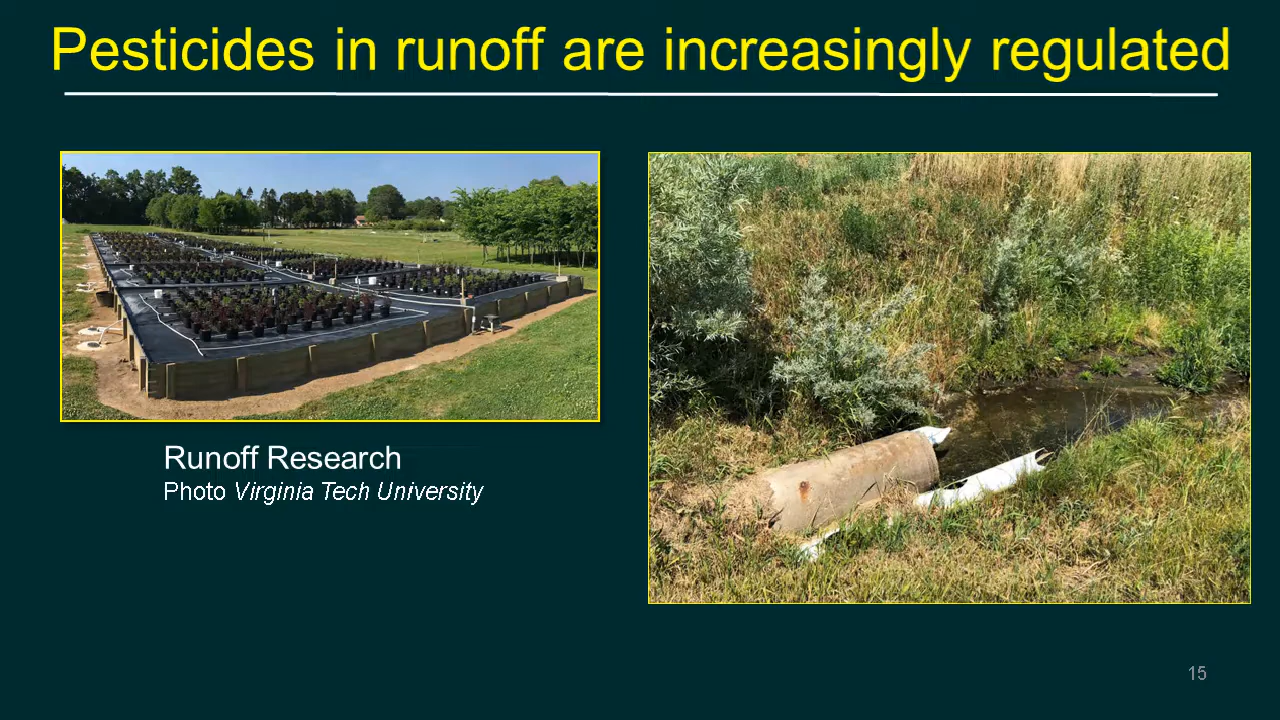 Pesticides in runoff are increasingly regulated
Runoff Research
Photo Virginia Tech University
15